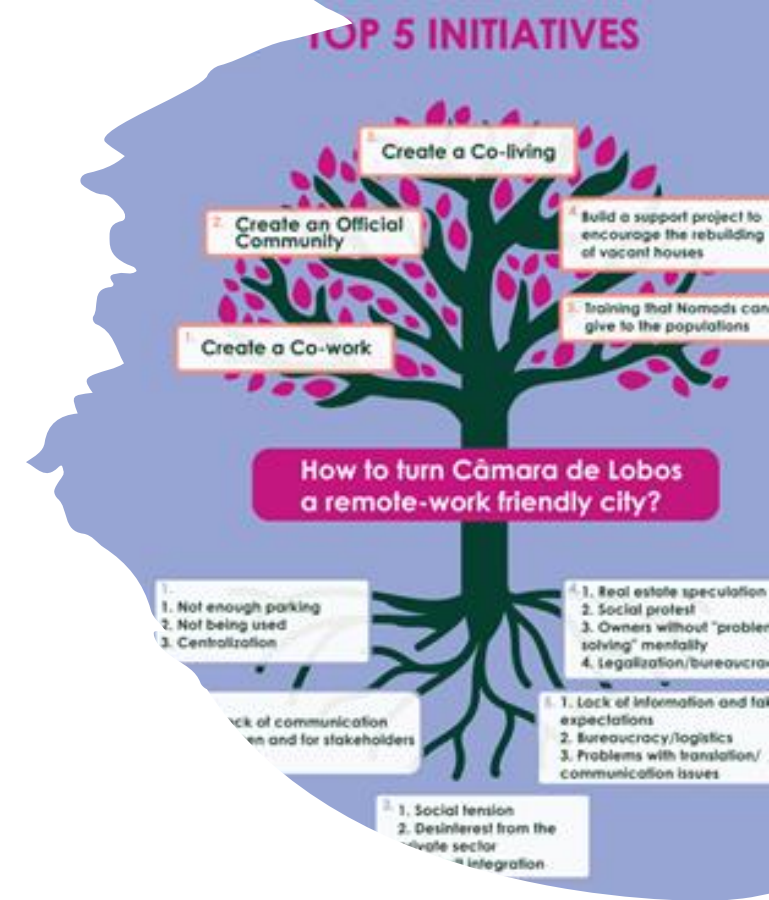 TOP 5 INITIATIVES
3.
Create a Co-living
2. Create an Official
Community
4. Build a support project to
encourage the rebuilding
of vacant houses
5. Training that Nomads can
give to the populations
1. Create a Co-work
How to turn Câmara de Lobos
a remote-work friendly city?
1.
1. Not enough parking
2. Not being used
3. Centralization
4. 1. Real estate speculation
2. Social protest
3. Owners without "problem
solving" mentality
4. Legalization/
of communication
and for stakeholders
5. 1. Lack of information and
expectations
2. Bureaucracy/logistics
3. Problems with translation/
communication issues
3. 1. Social tension
2. Desinterest from the
sector
integration